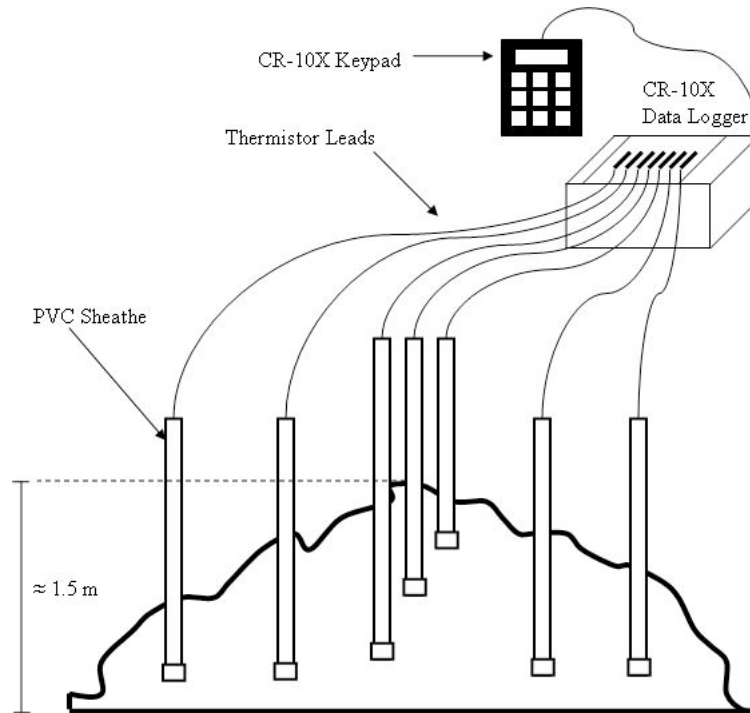 CR-10X Keypad
CR-10X
Data Logger
Thermistor Leads
PVC Sheathe
≈ 1.5 m